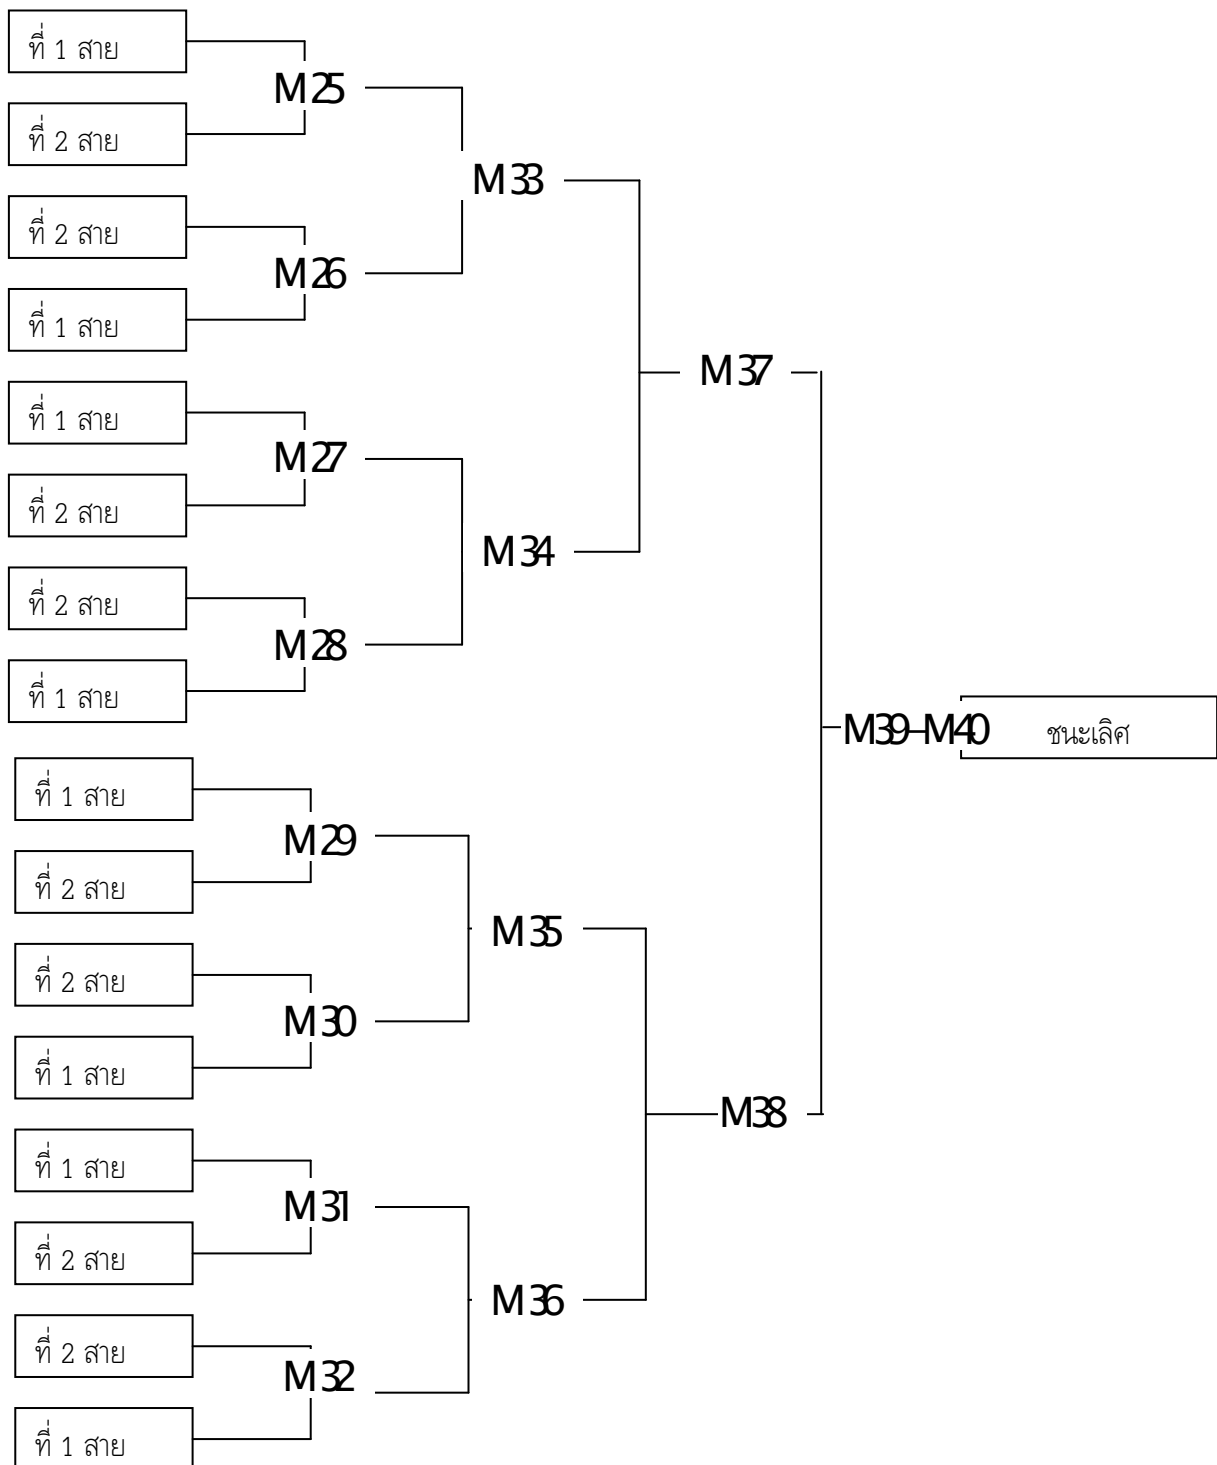 ที่ 1 สาย
M25
ที่ 2 สาย
M33
ที่ 2 สาย
M26
ที่ 1 สาย
M37
ที่ 1 สาย
M27
ที่ 2 สาย
M34
ที่ 2 สาย
M28
ที่ 1 สาย
M39-M40
ชนะเลิศ
ที่ 1 สาย
M29
ที่ 2 สาย
M35
ที่ 2 สาย
M30
ที่ 1 สาย
M38
ที่ 1 สาย
M31
ที่ 2 สาย
M36
ที่ 2 สาย
M32
ที่ 1 สาย